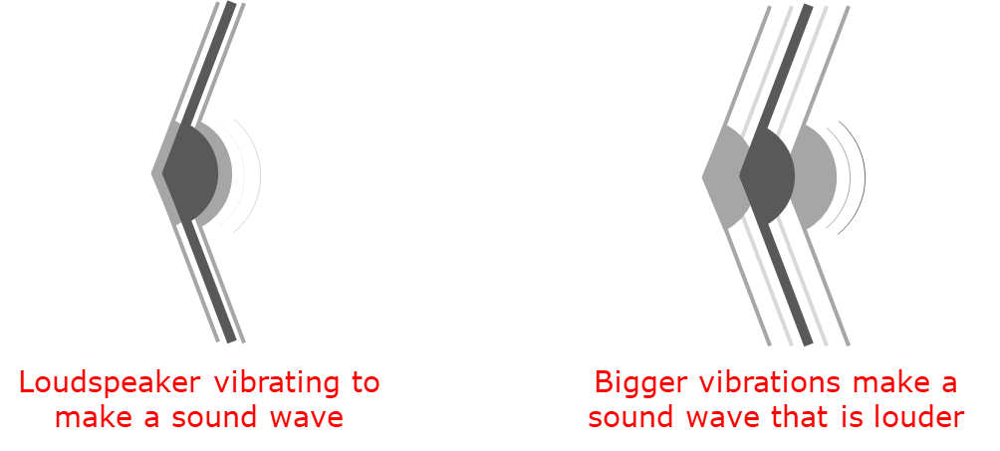 Loudspeaker vibrating to
make a sound wave
Bigger vibrations make a
sound wave that is louder